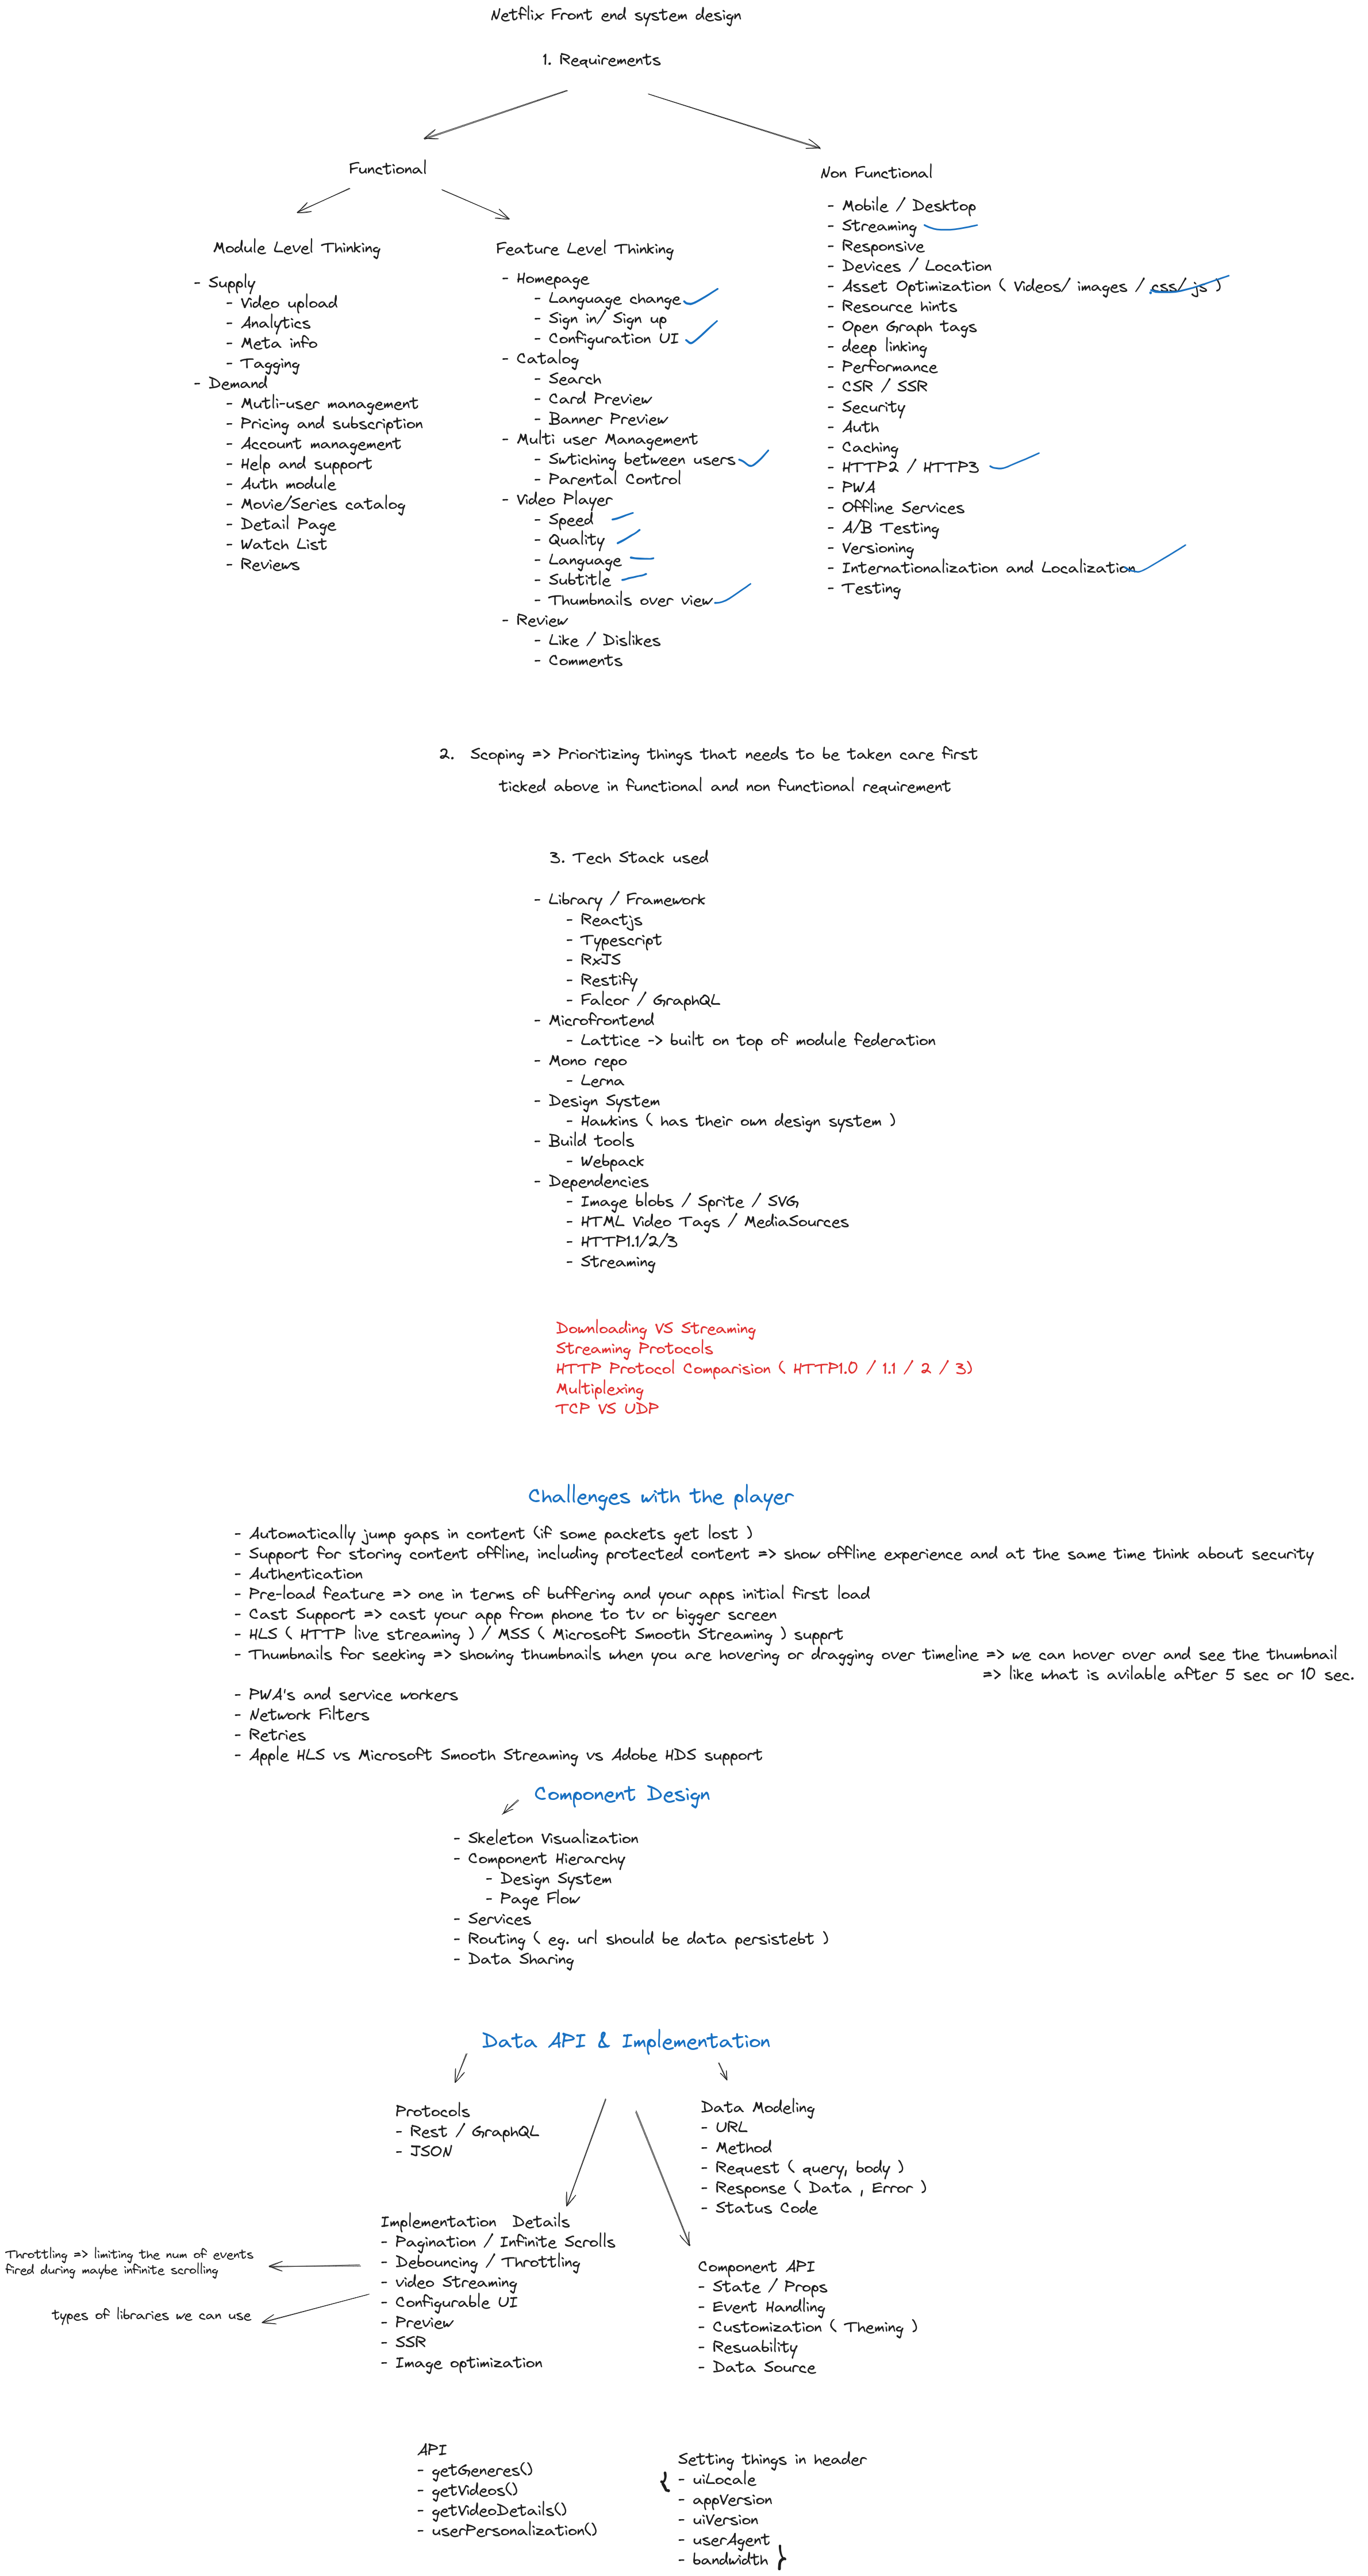 Netflix Front end system design
1. Requirements
Functional
Module Level Thinking
- Supply
- Video upload
- Analytics
- Meta info
- Tagging
- Demand
- Mutli-user management
- Pricing and subscription
- Account management
- Help and support
- Auth module
- Movie/Series catalog
- Detail Page
- Watch List
- Reviews
Feature Level Thinking
- Homepage
- Language change
- Sign in/ Sign up
- Configuration UI
- Catalog
- Search
- Card Preview
- Banner Preview
- Multi user Management
- Swtiching between users
- Parental Control
- Video Player
- Speed
- Quality
- Language
- Subtitle
- Thumbnails over view
- Review
- Like / Dislikes
- Comments
Non Functional
- Mobile / Desktop
- Streaming
- Responsive
- Devices / Location
- Asset Optimization ( Videos/ images / css/ js )
- Resource hints
- Open Graph tags
- deep linking
- Performance
- CSR / SSR
- Security
- Auth
- Caching
- HTTP2 / HTTP3
- PWA
- Offline Services
- A/B Testing
- Versioning
- Internationalization and Localization
- Testing
2. Scoping => Prioritizing things that needs to be taken care first
ticked above in functional and non functional requirement
3. Tech Stack used
- Library / Framework
- Reactjs
- Typescript
- RxJS
- Restify
- Falcor / GraphQL
- Microfrontend
- Lattice -> built on top of module federation
- Mono repo
- Lerna
- Design System
- Hawkins ( has their own design system )
- Build tools
- Webpack
- Dependencies
- Image blobs / Sprite / SVG
- HTML Video Tags / MediaSources
- HTTP1.1/2/3
- Streaming
Downloading VS Streaming
Streaming Protocols
HTTP Protocol Comparision ( HTTP1.0 / 1.1 / 2 / 3)
Multiplexing
TCP VS UDP
Challenges with the player
- Automatically jump gaps in content (if some packets get lost )
- Support for storing content offline, including protected content => show offline experience and at the same time think about security
- Authentication
- Pre-load feature => one in terms of buffering and your apps initial first load
- Cast Support => cast your app from phone to tv or bigger screen
- HLS ( HTTP live streaming ) / MSS ( Microsoft Smooth Streaming ) supprt
- Thumbnails for seeking => showing thumbnails when you are hovering or dragging over timeline => we can hover over and see the thumbnail
=> like what is avilable after 5 sec or 10 sec.
- PWA's and service workers
- Network Filters
- Retries
- Apple HLS vs Microsoft Smooth Streaming vs Adobe HDS support
Component Design
- Skeleton Visualization
- Component Hierarchy
- Design System
- Page Flow
- Services
- Routing ( eg. url should be data persistebt )
- Data Sharing
Data API & Implementation
Protocols
- Rest / GraphQL
- JSON
Data Modeling
- URL
- Method
- Request ( query, body )
- Response ( Data , Error )
- Status Code
Implementation Details
- Pagination / Infinite Scrolls
- Debouncing / Throttling
- video Streaming
- Configurable UI
- Preview
- SSR
- Image optimization
Throttling => limiting the num of events
fired during maybe infinite scrolling
types of libraries we can use
Component API
- State / Props
- Event Handling
- Customization ( Theming )
- Resuability
- Data Source
API
- getGeneres()
- getVideos()
- getVideoDetails()
- userPersonalization()
Setting things in header
{ - uiLocale
- appVersion
- uiVersion
- userAgent
- bandwidth }